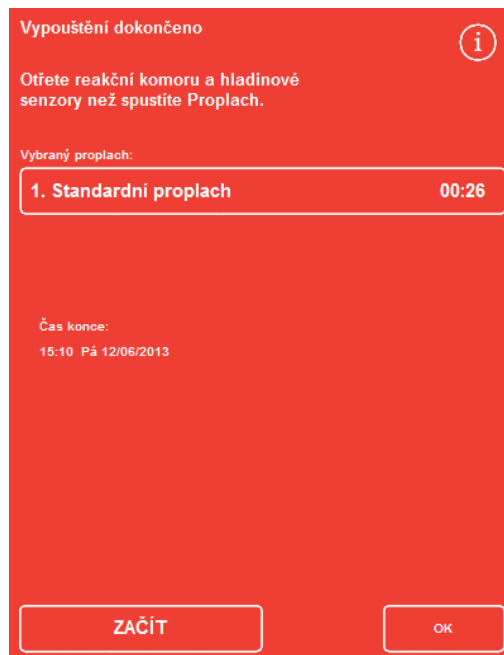 Vypouštění dokončeno
i
Otřete reakční komoru a hladinové
senzory než spustíte Proplach.
Vybraný proplach:
1. Standardní proplach 00:26
Čas konce:
15:10 Pá 12/06/2013
ZAČÍT OK